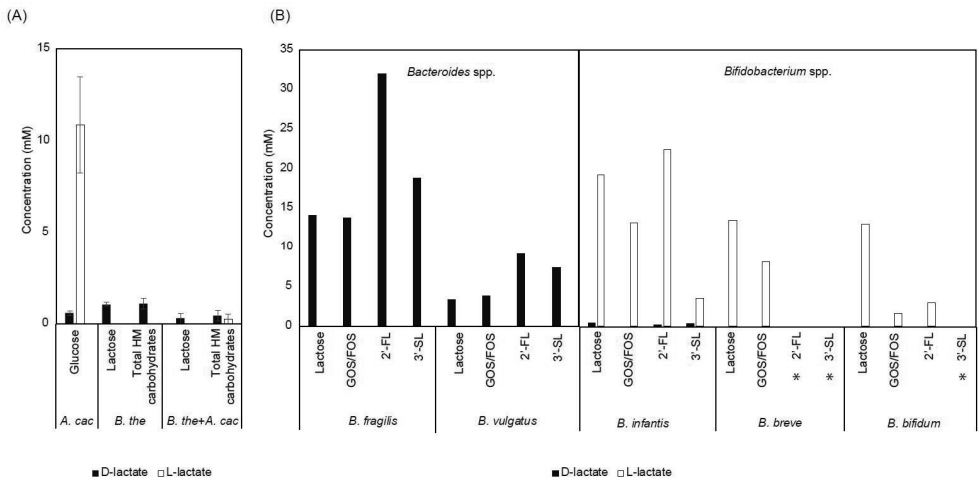 (A)
15
10
5
0
Concentration (mM)
Glucose
Lactose
Total HM
carbohydrates
Lactose
Total HM
carbohydrates
A. cac
B. the
B. the+A. cac
■D-lactate □L-lactate
(B)
35
30
25
20
15
10
5
0
Concentration (mM)
Bacteroides spp.
Bifidobacterium spp.
Lactose
GOS/FOS
2'-FL
3'-SL
Lactose
GOS/FOS
2'-FL
3'-SL
Lactose
GOS/FOS
2'-FL
3'-SL
Lactose
GOS/FOS
2'-FL
*
3'-SL
*
Lactose
GOS/FOS
2'-FL
3'-SL
*
B. fragilis
B. vulgatus
B. infantis
B. breve
B. bifidum
■D-lactate □L-lactate